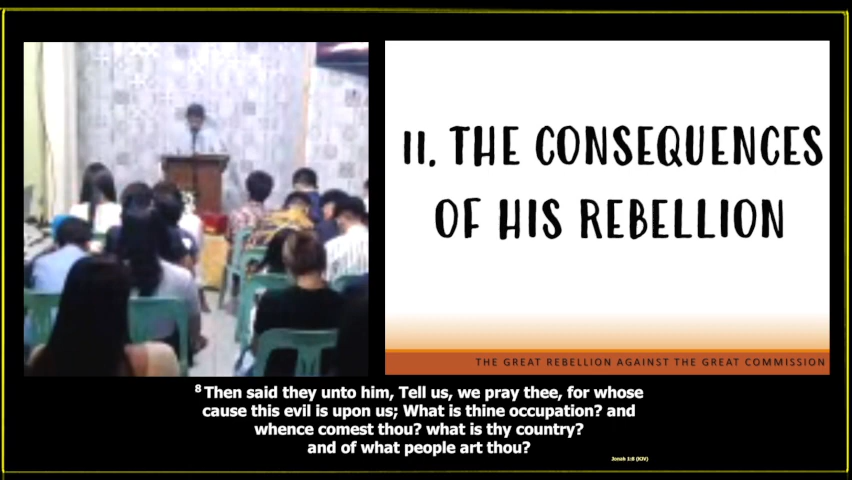 II. THE CONSEQUENCES
OF HIS REBELLION
THE GREAT REBELLION AGAINST THE GREAT COMMISSION
8 Then said they unto him, Tell us, we pray thee, for whose
cause this evil is upon us; What is thine occupation? and
whence comest thou? what is thy country?
and of what people art thou?
Jonah 1:8 (KJV)